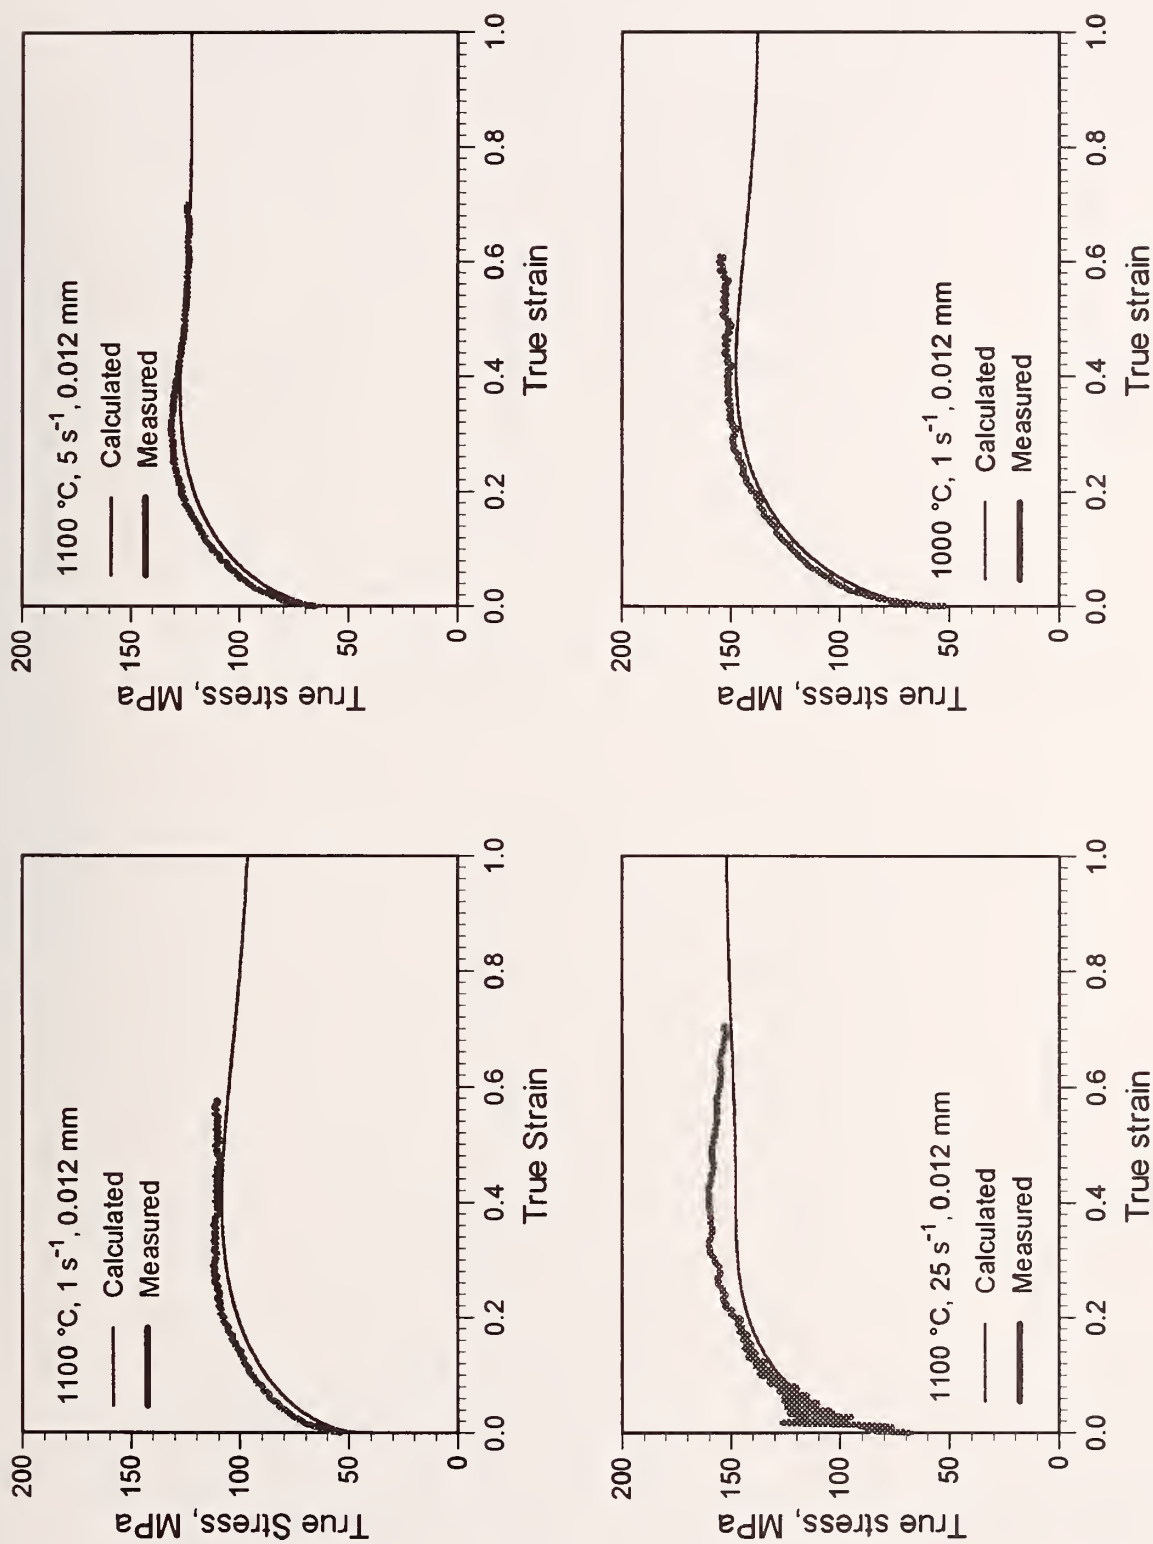 True Stress, MPa
200
150
100
50
0
1100 °C, 1 s⁻¹, 0.012 mm
Calculated
Measured
0.0 0.2 0.4 0.6 0.8 1.0
True Strain
True stress, MPa
200
150
100
50
0
1100 °C, 5 s⁻¹, 0.012 mm
Calculated
Measured
0.0 0.2 0.4 0.6 0.8 1.0
True strain
True stress, MPa
200
150
100
50
0
1100 °C, 25 s⁻¹, 0.012 mm
Calculated
Measured
0.0 0.2 0.4 0.6 0.8 1.0
True strain
True stress, MPa
200
150
100
50
0
1000 °C, 1 s⁻¹, 0.012 mm
Calculated
Measured
0.0 0.2 0.4 0.6 0.8 1.0
True strain